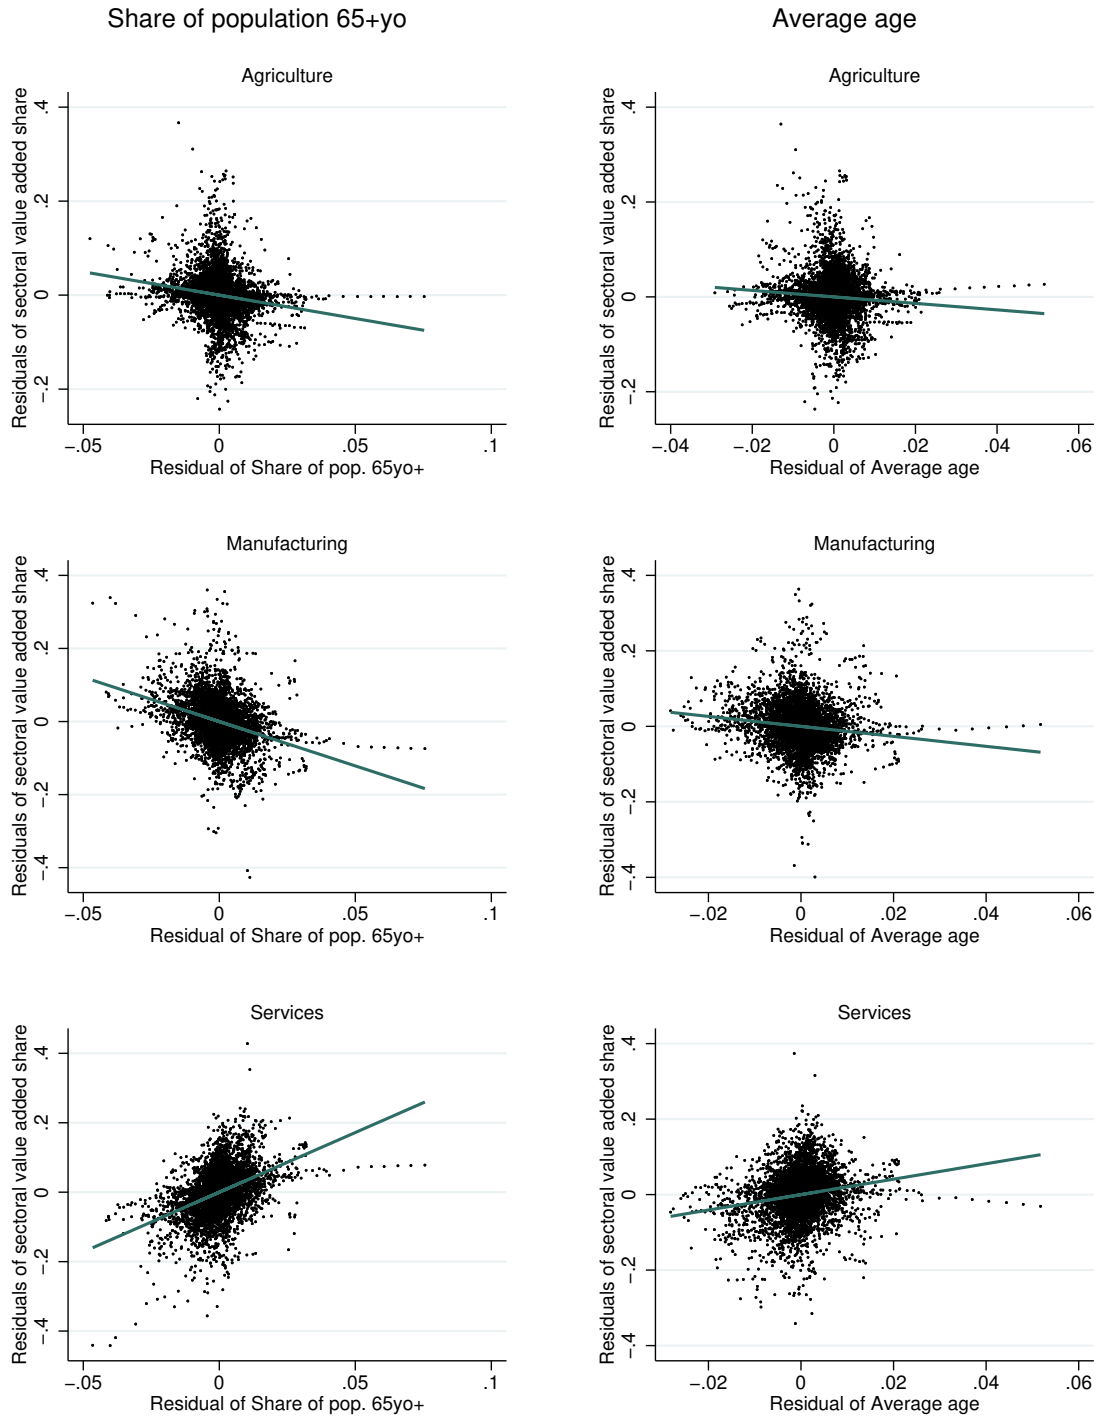 Share of population 65+yo
Average age
Agriculture
Residuals of sectoral value added share
.4
.2
0
−.2
−.05
0
.05
.1
Residual of Share of pop. 65yo+
Agriculture
Residuals of sectoral value added share
.4
.2
0
−.2
−.04
−.02
0
.02
.04
.06
Residual of Average age
Manufacturing
Residuals of sectoral value added share
.4
.2
0
−.2
−.4
−.05
0
.05
.1
Residual of Share of pop. 65yo+
Manufacturing
Residuals of sectoral value added share
.4
.2
0
−.2
−.4
−.02
0
.02
.04
.06
Residual of Average age
Services
Residuals of sectoral value added share
.4
.2
0
−.2
−.4
−.05
0
.05
.1
Residual of Share of pop. 65yo+
Services
Residuals of sectoral value added share
.4
.2
0
−.2
−.4
−.02
0
.02
.04
.06
Residual of Average age